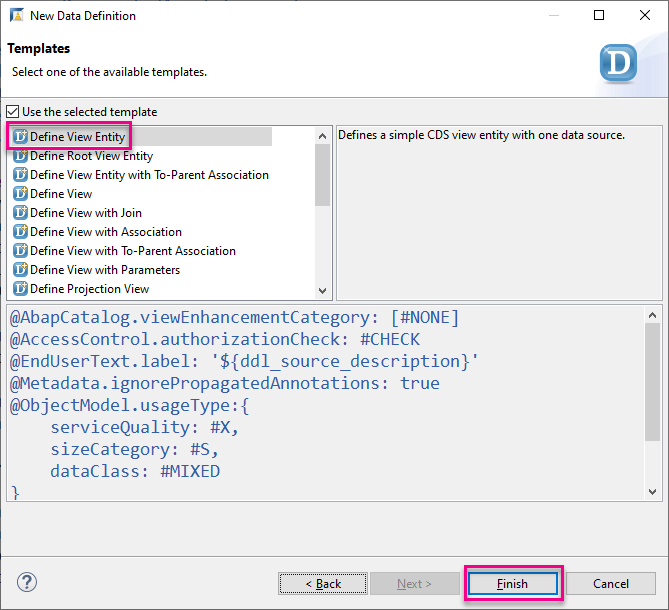 New Data Definition
Templates
Select one of the available templates.
D
Use the selected template
Define View Entity
Define Root View Entity
Define View Entity with To-Parent Association
Define View
Define View with Join
Define View with Association
Define View with To-Parent Association
Define View with Parameters
Define Projection View
Defines a simple CDS view entity with one data source.
@AbapCatalog.viewEnhancementCategory: [#NONE]
@AccessControl.authorizationCheck: #CHECK
@EndUserText.label: '${ddl_source_description}'
@Metadata.ignorePropagatedAnnotations: true
@ObjectModel.usageType:{
    serviceQuality: #X,
    sizeCategory: #S,
    dataClass: #MIXED
}
?
< Back
Next >
Finish
Cancel